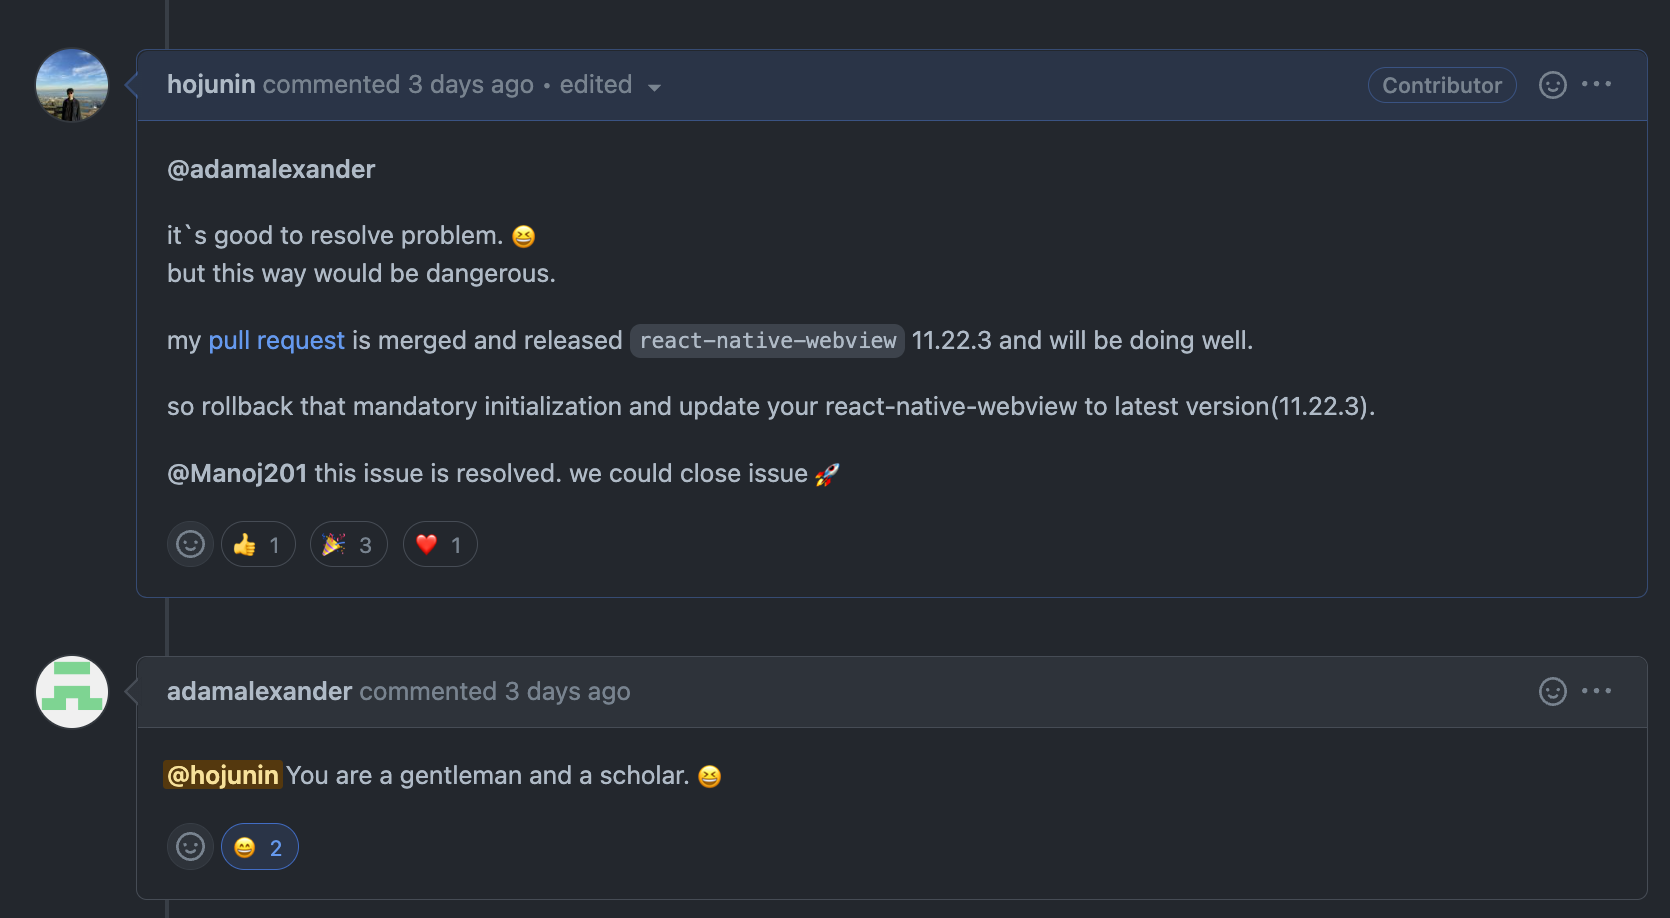 hojunin commented 3 days ago • edited
Contributor
@adamalexander
it`s good to resolve problem. 😆
but this way would be dangerous.
my pull request is merged and released react-native-webview 11.22.3 and will be doing well.
so rollback that mandatory initialization and update your react-native-webview to latest version(11.22.3).
@Manoj201 this issue is resolved. we could close issue 🚀
👍 1 🎉 3 ❤️ 1
adamalexander commented 3 days ago
@hojunin You are a gentleman and a scholar. 😆
😄 2